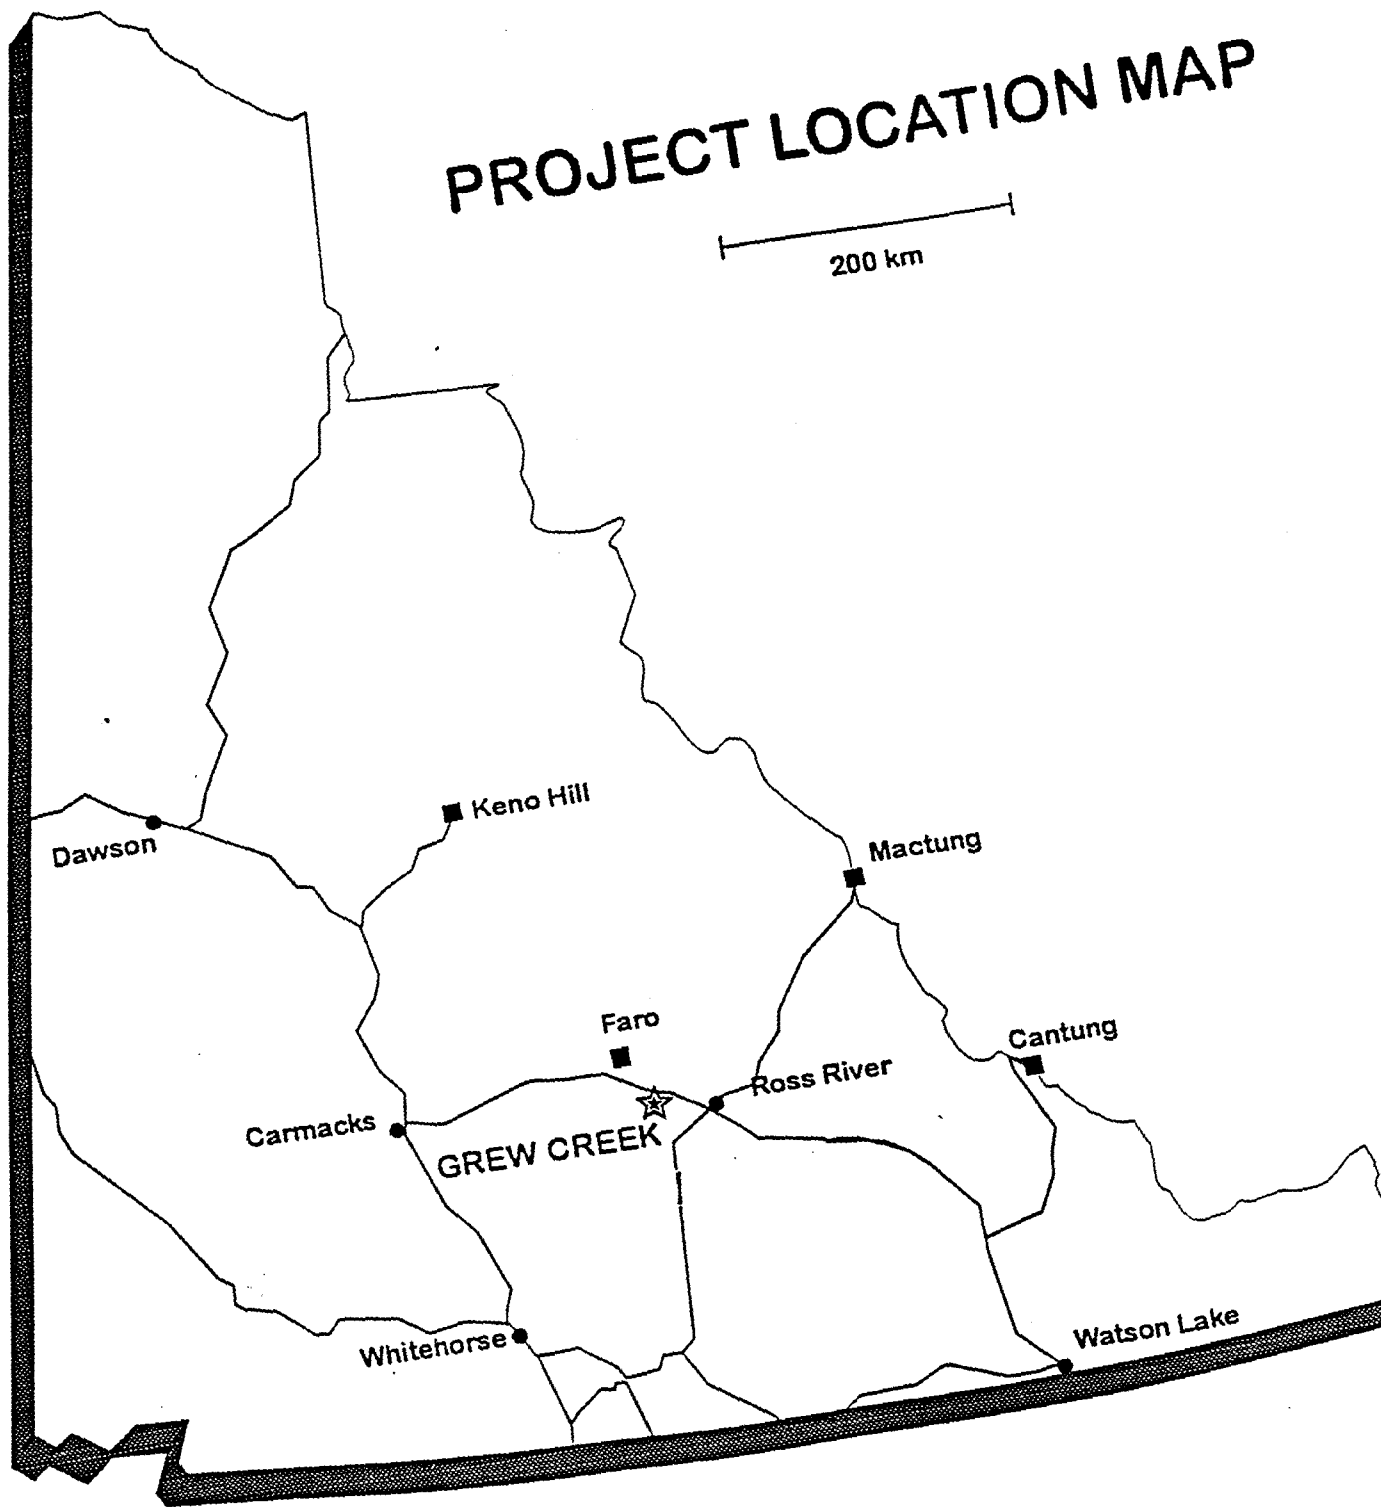 PROJECT LOCATION MAP
200 km
Keno Hill
Dawson
Mactung
Faro
Cantung
Ross River
Carmacks
GREW CREEK
Whitehorse
Watson Lake